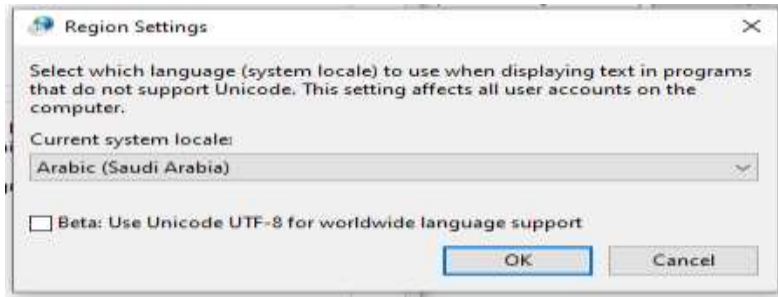 Region Settings
Select which language (system locale) to use when displaying text in programs
that do not support Unicode. This setting affects all user accounts on the
computer.
Current system locale:
Arabic (Saudi Arabia)
Beta: Use Unicode UTF-8 for worldwide language support
OK Cancel